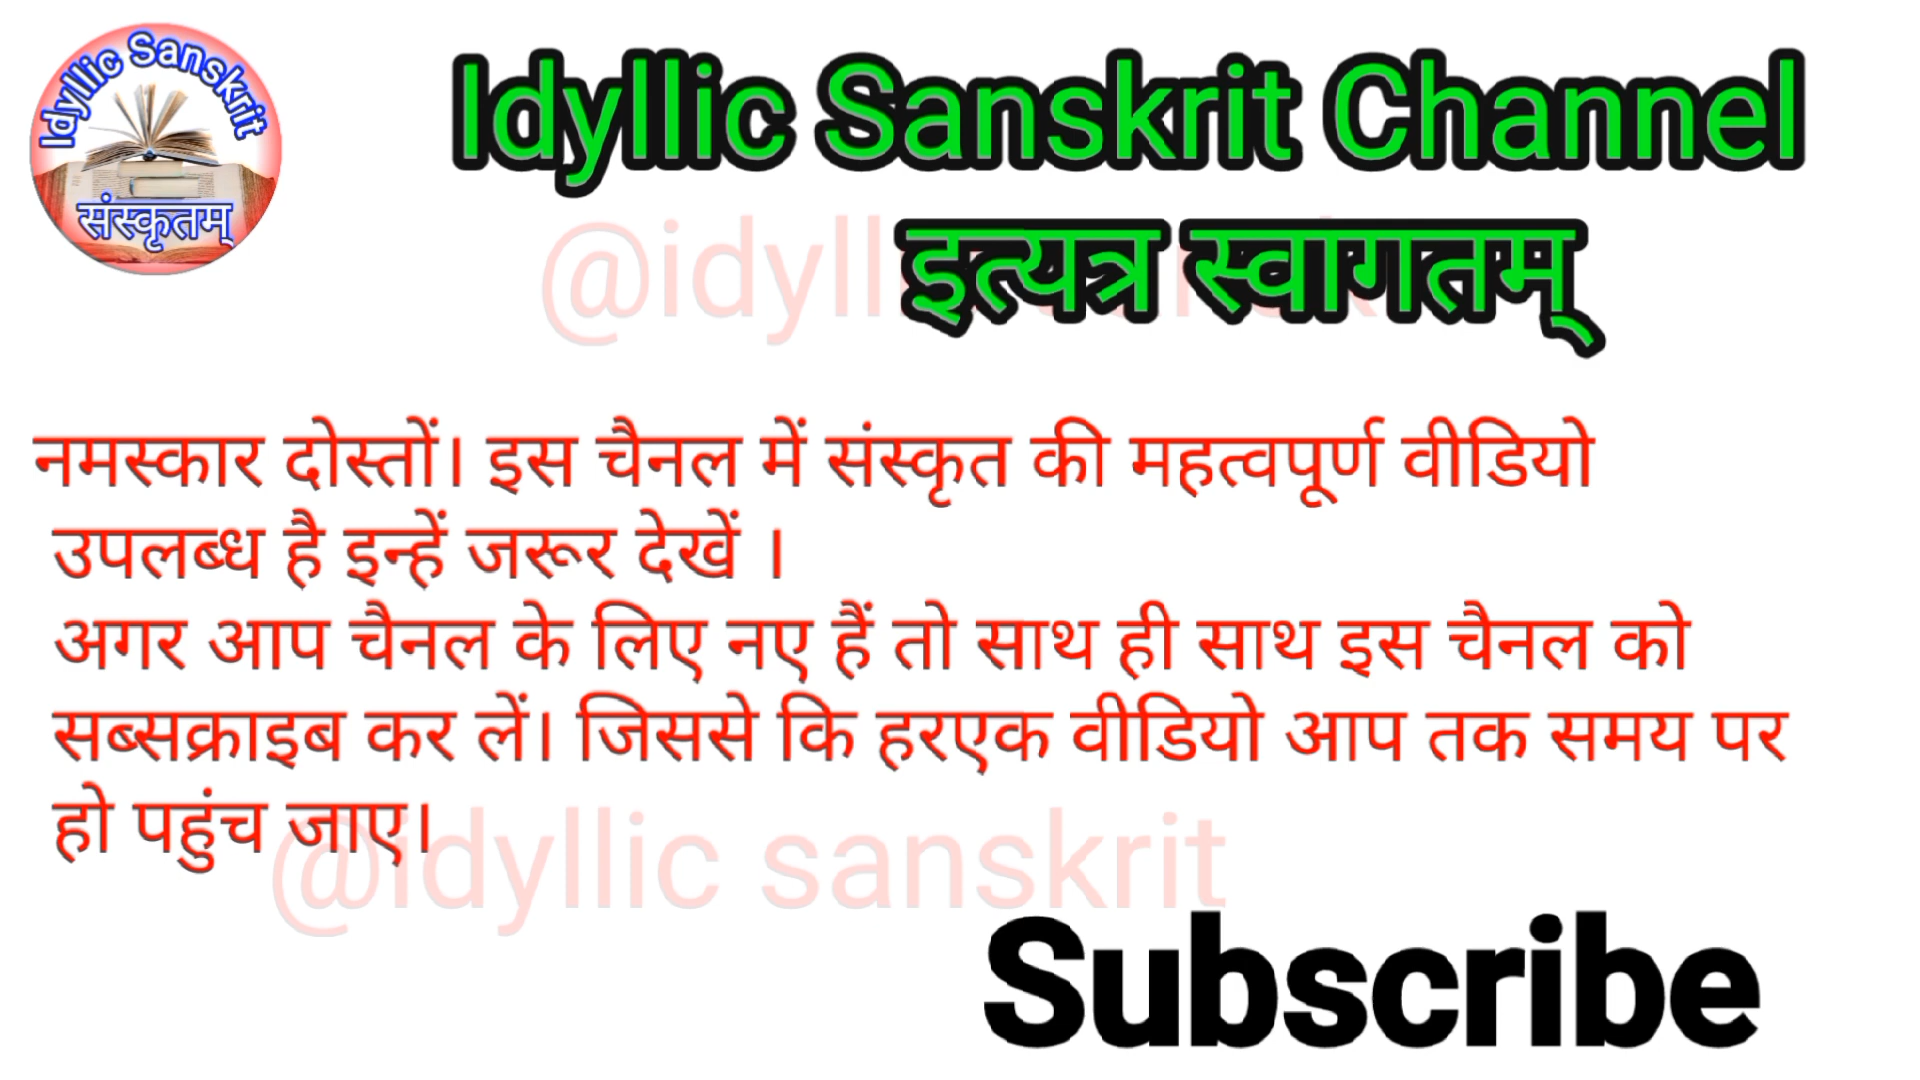 Idyllic Sanskrit
संस्कृतम्
Idyllic Sanskrit Channel
इत्यत्र स्वागतम्
नमस्कार दोस्तों। इस चैनल में संस्कृत की महत्वपूर्ण वीडियो
उपलब्ध है इन्हें जरूर देखें ।
अगर आप चैनल के लिए नए हैं तो साथ ही साथ इस चैनल को
सब्सक्राइब कर लें। जिससे कि हरएक वीडियो आप तक समय पर
हो पहुंच जाए।
@idyllic sanskrit
Subscribe